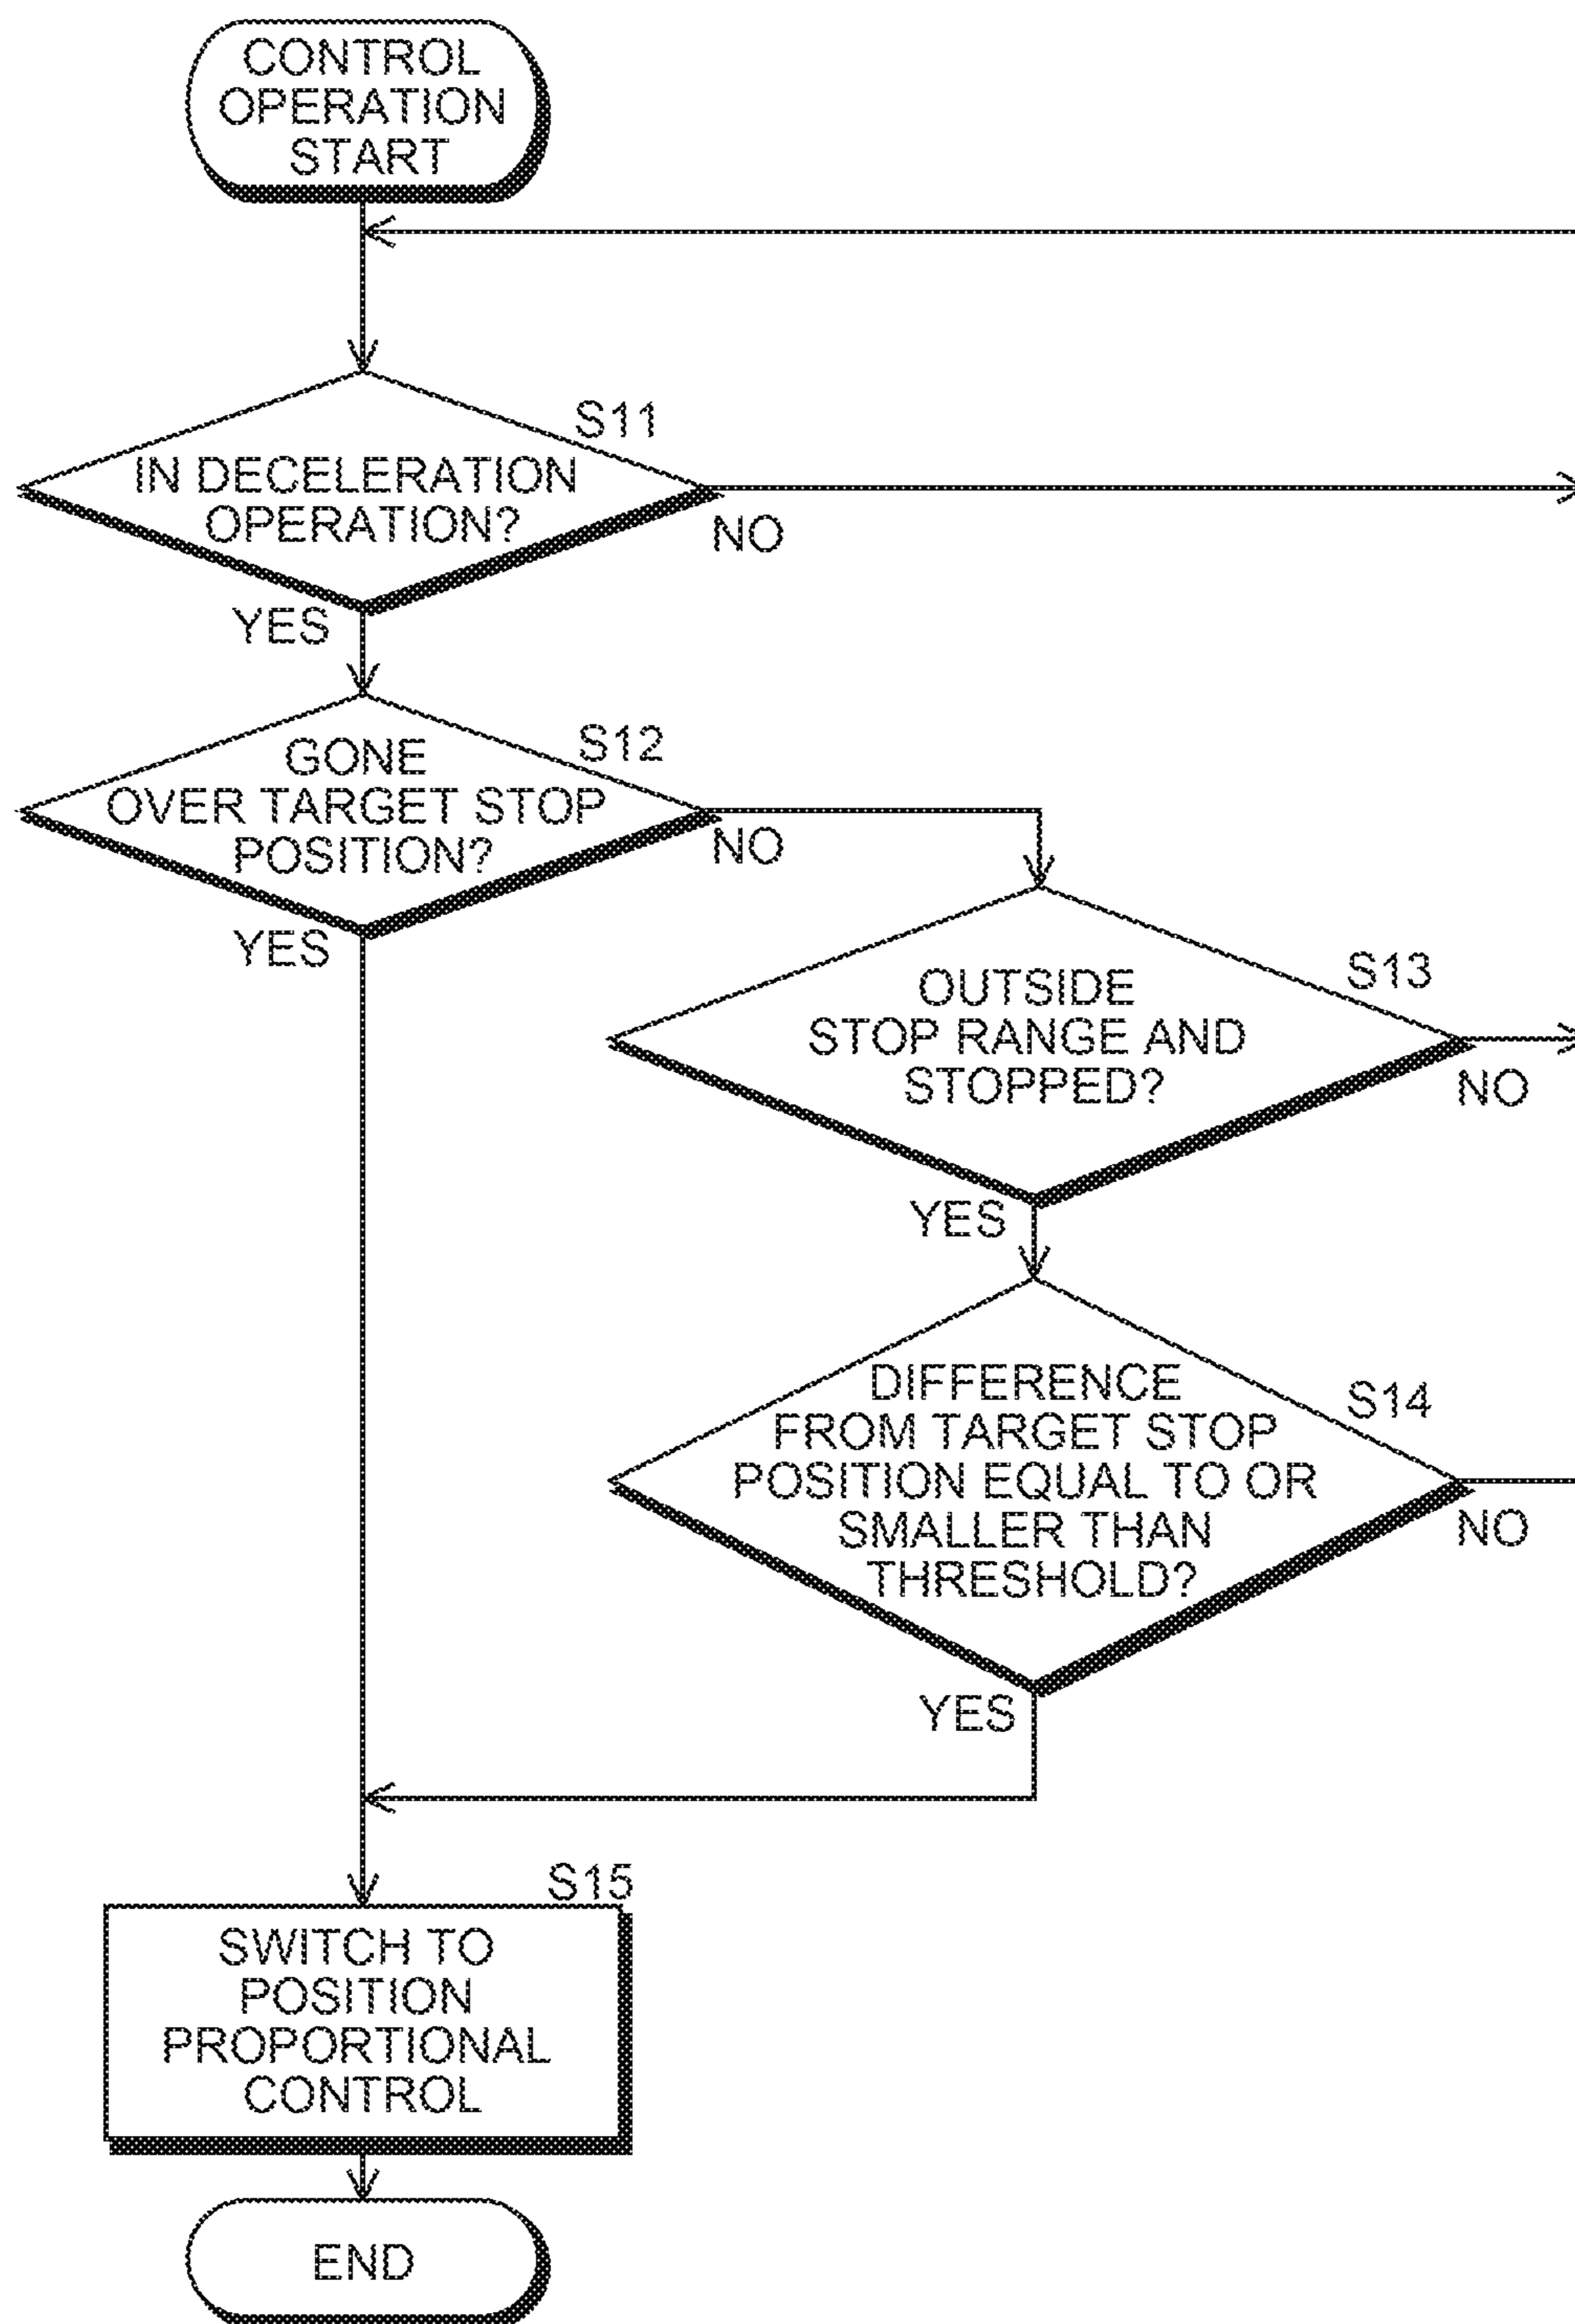 CONTROL
OPERATION
START
S11
IN DECELERATION
OPERATION?
NO
YES
S12
GONE
OVER TARGET STOP
POSITION?
NO
YES
S13
OUTSIDE
STOP RANGE AND
STOPPED?
NO
YES
S14
DIFFERENCE
FROM TARGET STOP
POSITION EQUAL TO OR
SMALLER THAN
THRESHOLD?
NO
YES
S15
SWITCH TO
POSITION
PROPORTIONAL
CONTROL
END